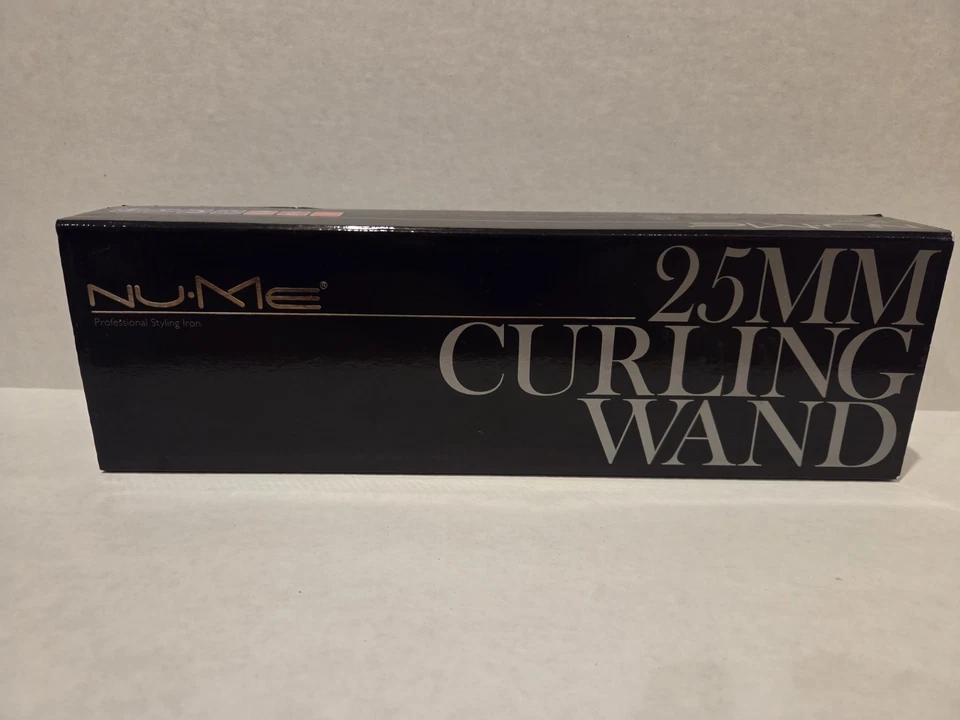 NU·ME®
Professional Styling Iron
25MM
CURLING
WAND